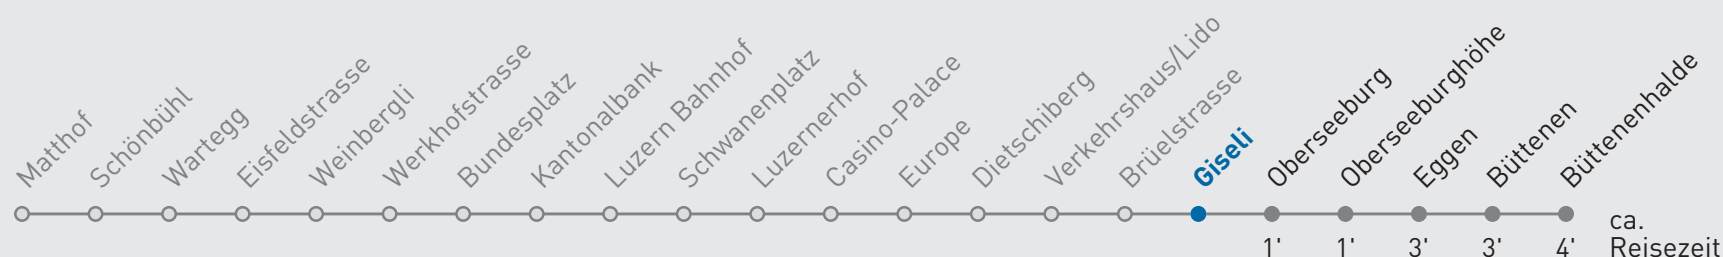 Matthof
Schönbühl
Wartegg
Eisfeldstrasse
Weinbergli
Werkhofstrasse
Bundesplatz
Kantonalbank
Luzern Bahnhof
Schwanenplatz
Luzernerhof
Casino-Palace
Europe
Dietschiberg
Verkehrshaus/Lido
Brüelstrasse
Giseli
Oberseeburg
Oberseeburghöhe
Eggen
Büttenen
Büttenenhalde
ca.
1' 1' 3' 3' 4' Reisezeit